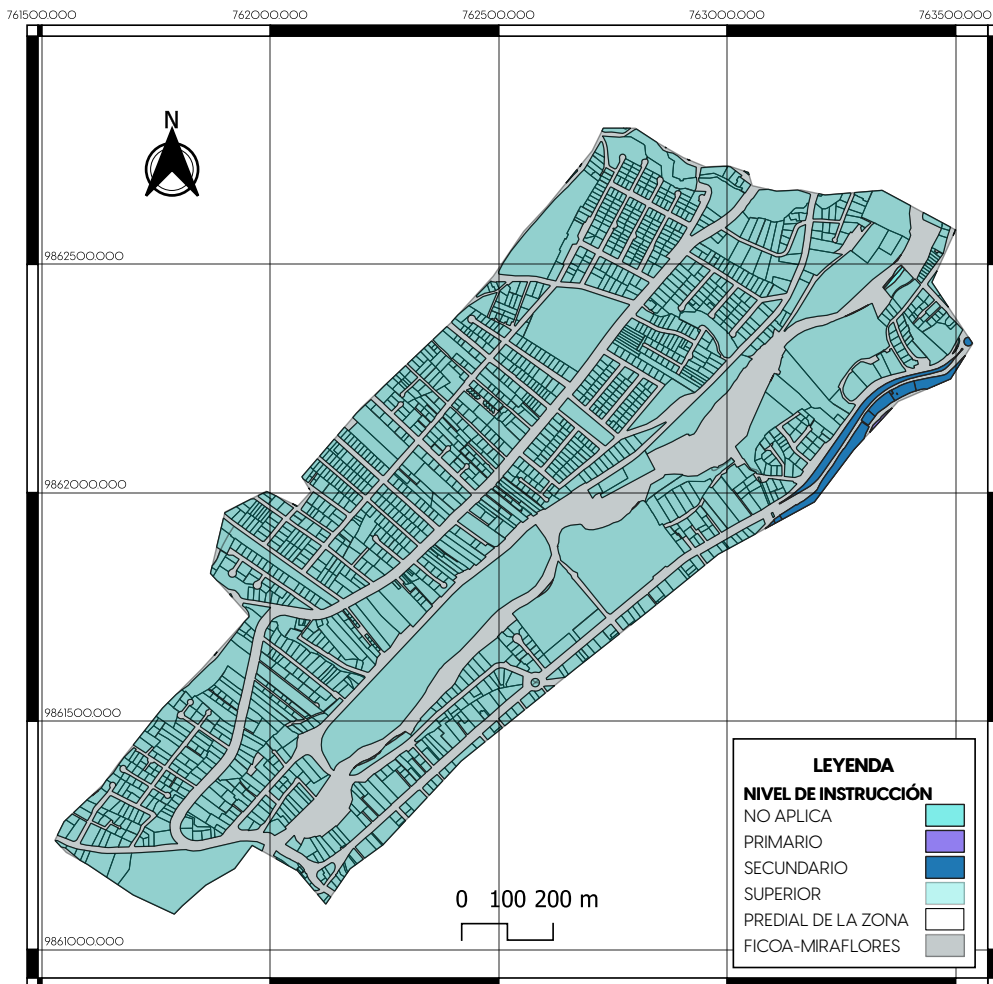 761500.000 762000.000 762500.000 763000.000 763500.000
N
9862500.000
9862000.000
9861500.000
9861000.000
LEYENDA
NIVEL DE INSTRUCCIÓN
NO APLICA
PRIMARIO
SECUNDARIO
SUPERIOR
PREDIAL DE LA ZONA
FICOA-MIRAFLORES
0 100 200 m